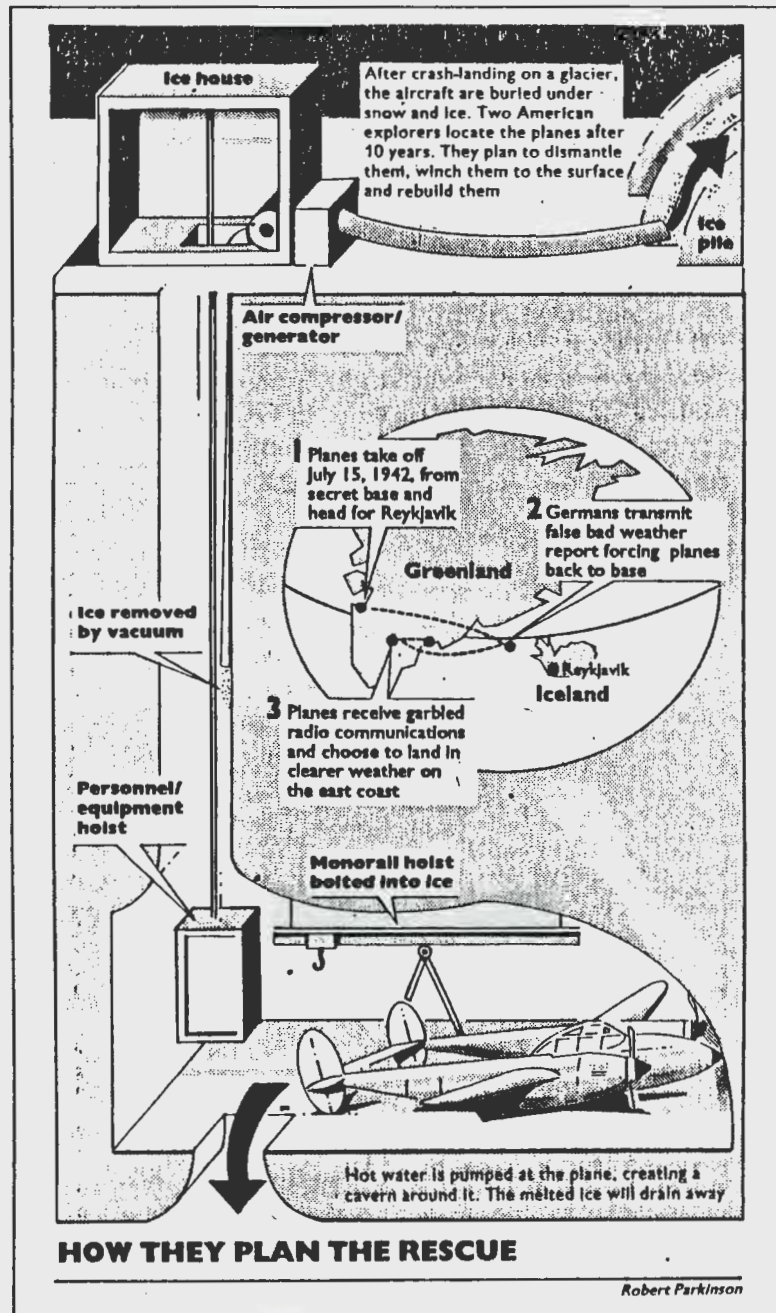 Ice house
After crash-landing on a glacier,
the aircraft are buried under
snow and ice. Two American
explorers locate the planes after
10 years. They plan to dismantle
them, winch them to the surface
and rebuild them
Ice
pile
Air compressor/
generator
1 Planes take off
July 15, 1942, from
secret base and
head for Reykjavik
2 Germans transmit
false bad weather
report forcing planes
back to base
Greenland
Ice removed
by vacuum
Reykjavik
Iceland
3 Planes receive garbled
radio communications
and choose to land in
clearer weather on
the east coast
Personnel/
equipment
hoist
Monorail hoist
bolted into ice
Hot water is pumped at the plane, creating a
cavern around it. The melted ice will drain away
HOW THEY PLAN THE RESCUE
Robert Parkinson